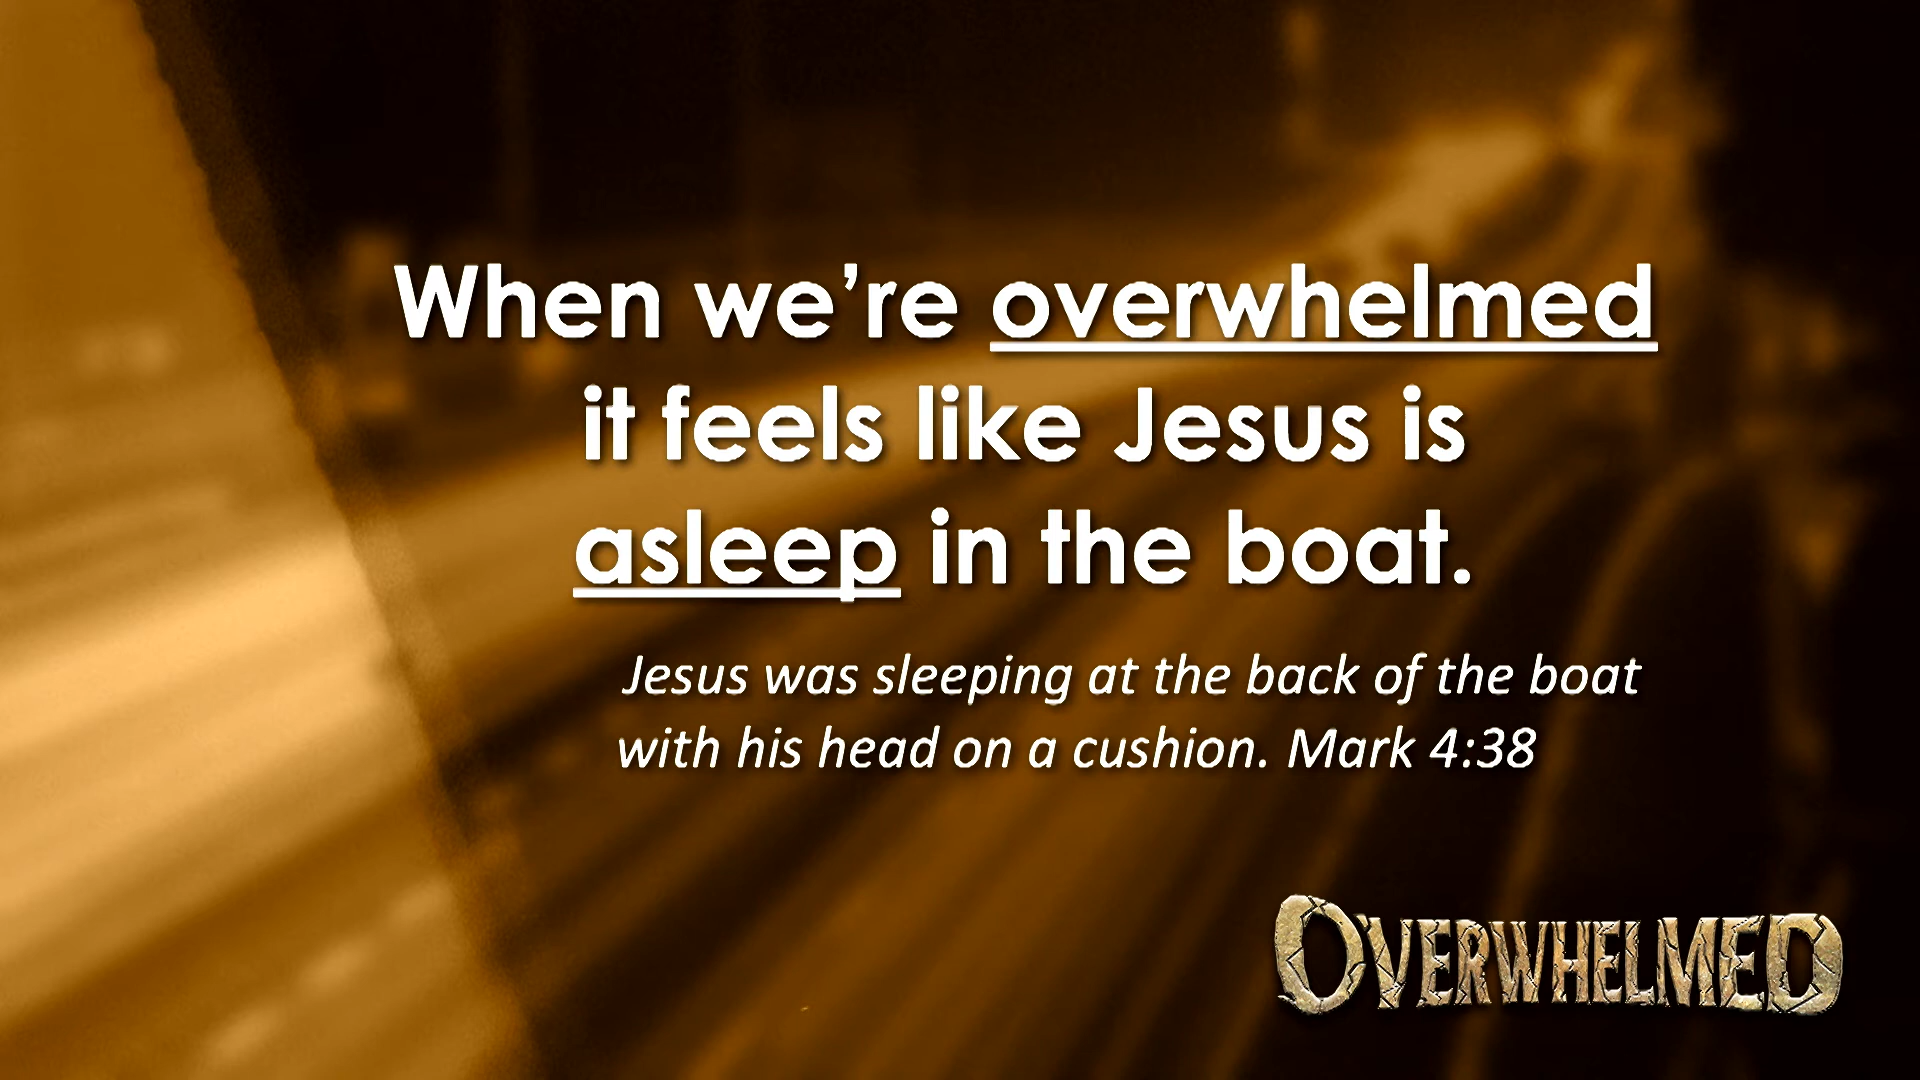 When we’re overwhelmed
it feels like Jesus is
asleep in the boat.
Jesus was sleeping at the back of the boat
with his head on a cushion. Mark 4:38
OVERWHELMED